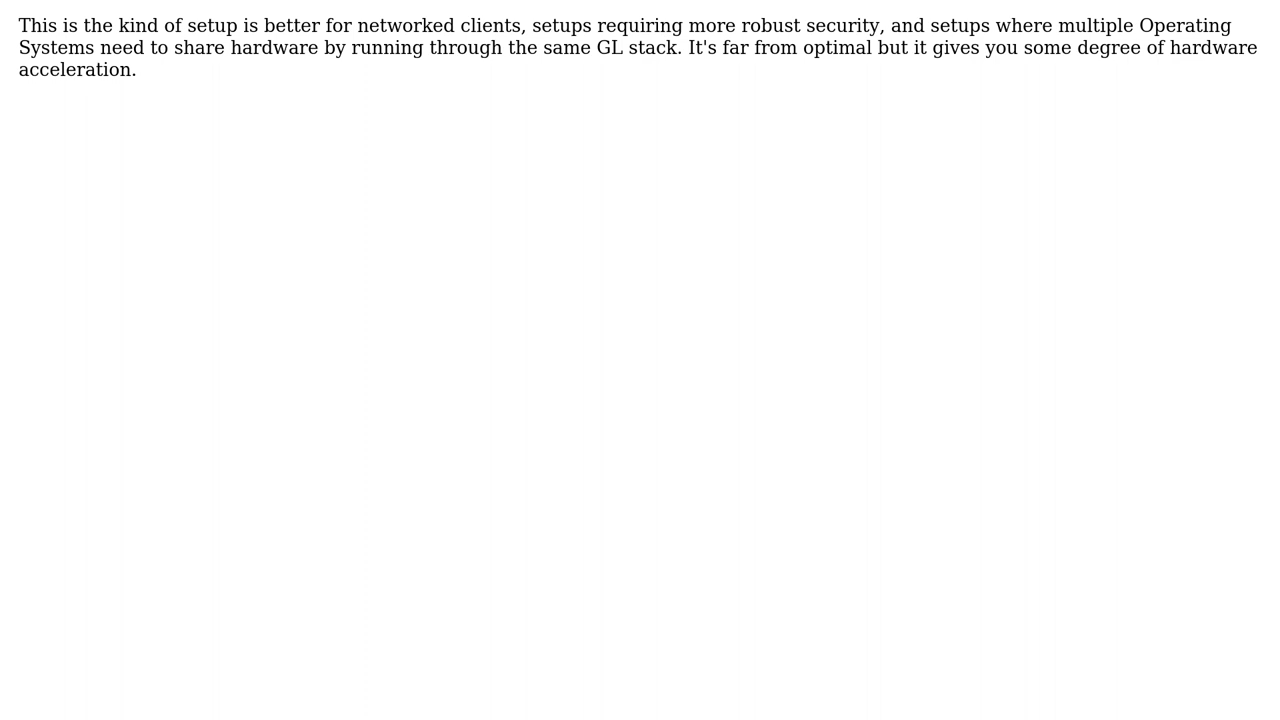 This is the kind of setup is better for networked clients, setups requiring more robust security, and setups where multiple Operating
Systems need to share hardware by running through the same GL stack. It's far from optimal but it gives you some degree of hardware
acceleration.